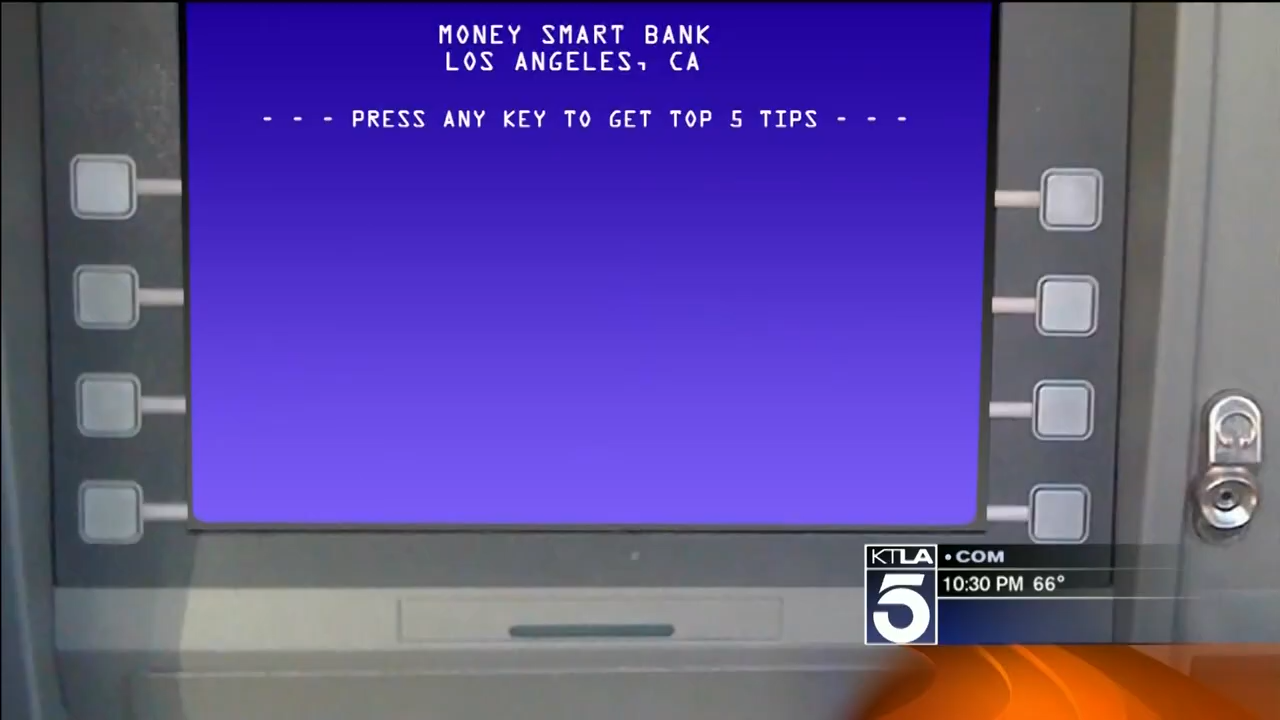 MONEY SMART BANK
LOS ANGELES, CA
- - - PRESS ANY KEY TO GET TOP 5 TIPS - - -
KTLA •COM
5
10:30 PM 66°